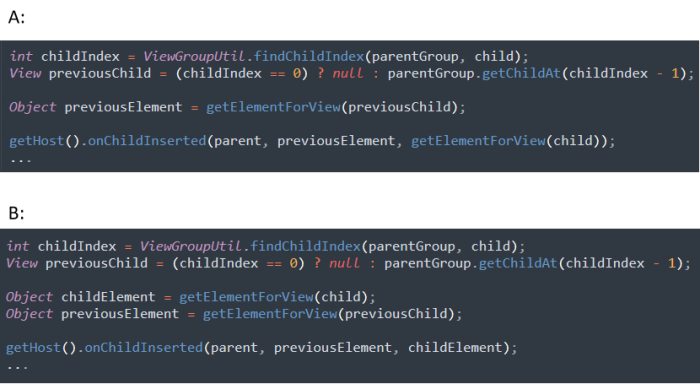 A:
int childIndex = ViewGroupUtil.findChildIndex(parentGroup, child);
View previousChild = (childIndex == 0) ? null : parentGroup.getChildAt(childIndex - 1);
Object previousElement = getElementForView(previousChild);
getHost().onChildInserted(parent, previousElement, getElementForView(child));
...
B:
int childIndex = ViewGroupUtil.findChildIndex(parentGroup, child);
View previousChild = (childIndex == 0) ? null : parentGroup.getChildAt(childIndex - 1);
Object childElement = getElementForView(child);
Object previousElement = getElementForView(previousChild);
getHost().onChildInserted(parent, previousElement, childElement);
...